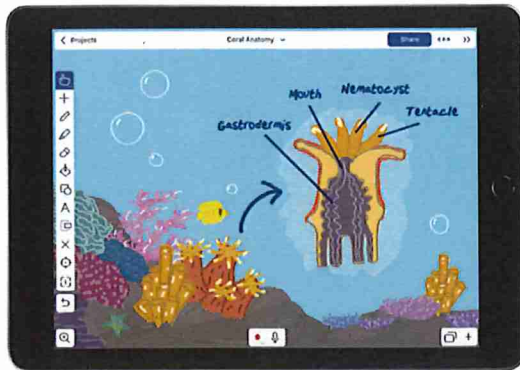 Projects
Coral Anatomy
Share
Mouth
Nematocyst
Tentacle
Gastrodermis
A